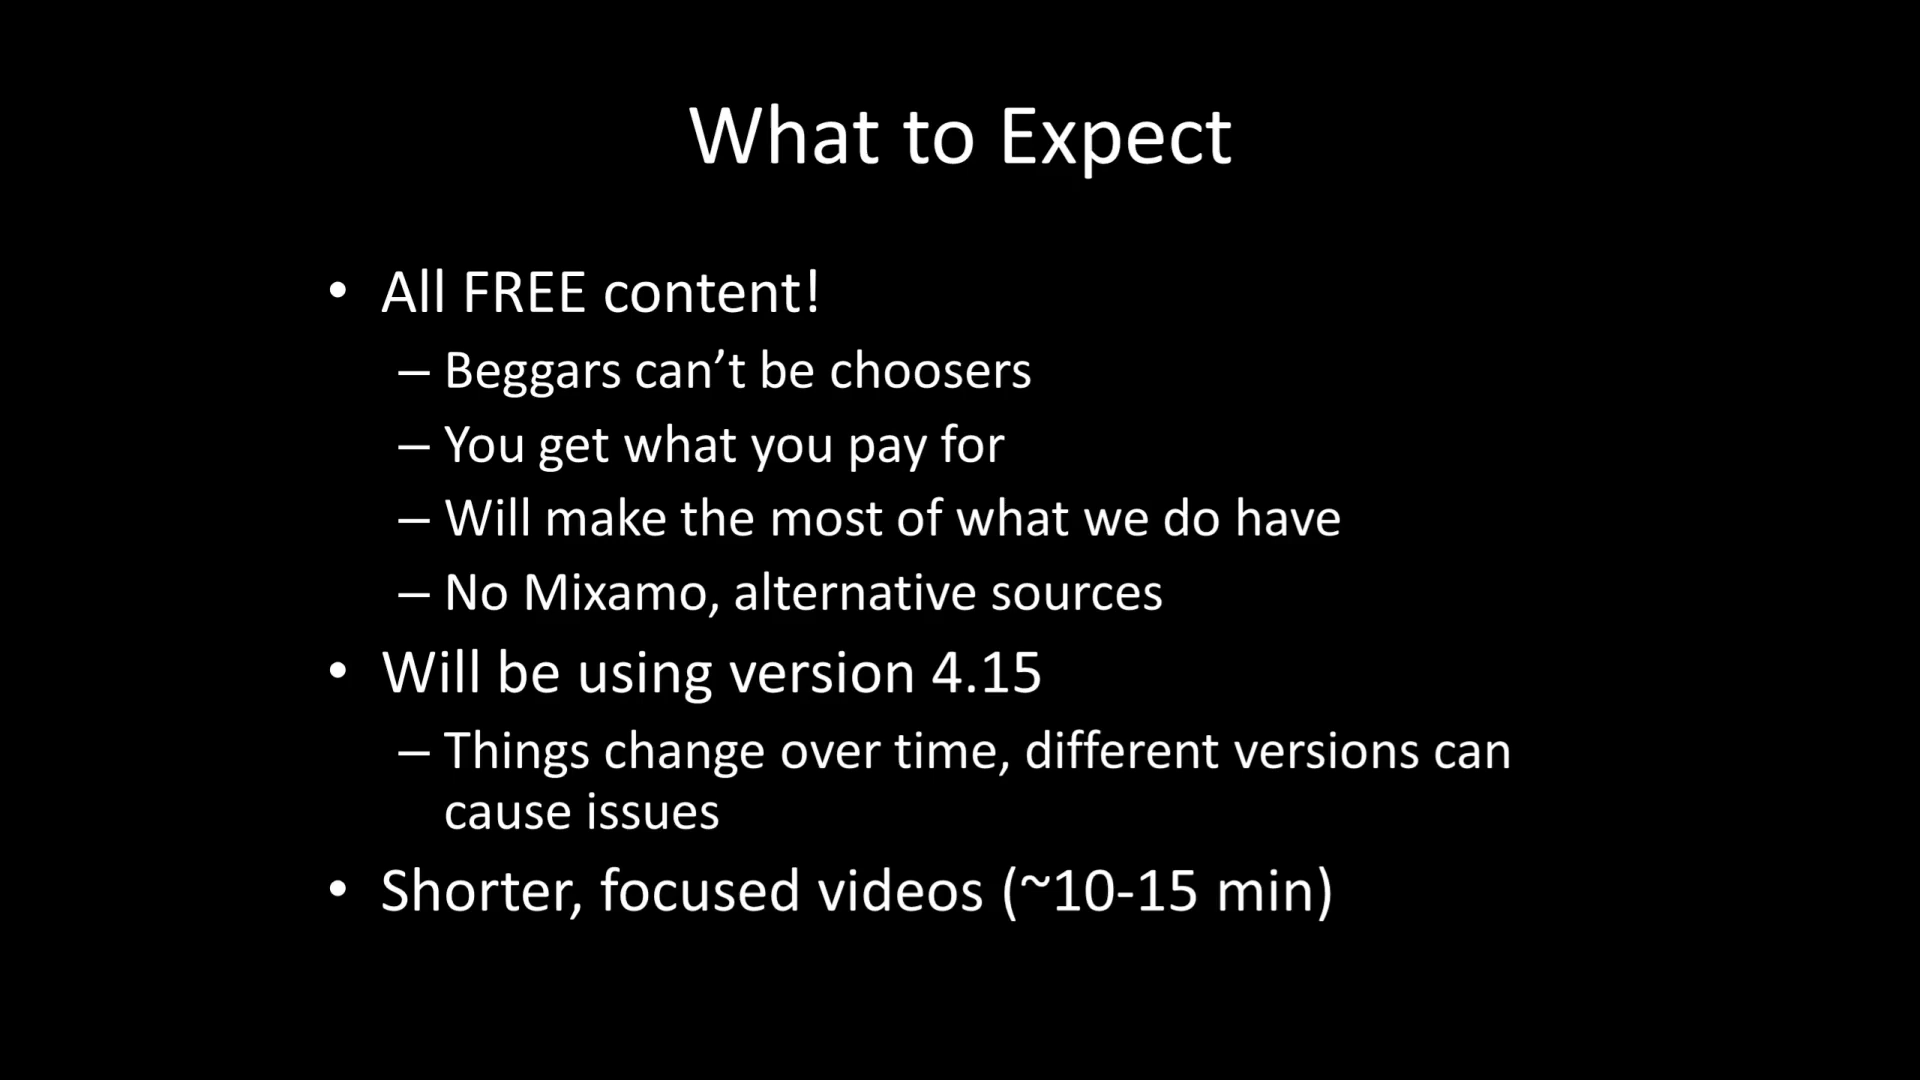 What to Expect
• All FREE content!
– Beggars can’t be choosers
– You get what you pay for
– Will make the most of what we do have
– No Mixamo, alternative sources
• Will be using version 4.15
– Things change over time, different versions can
cause issues
• Shorter, focused videos (~10-15 min)